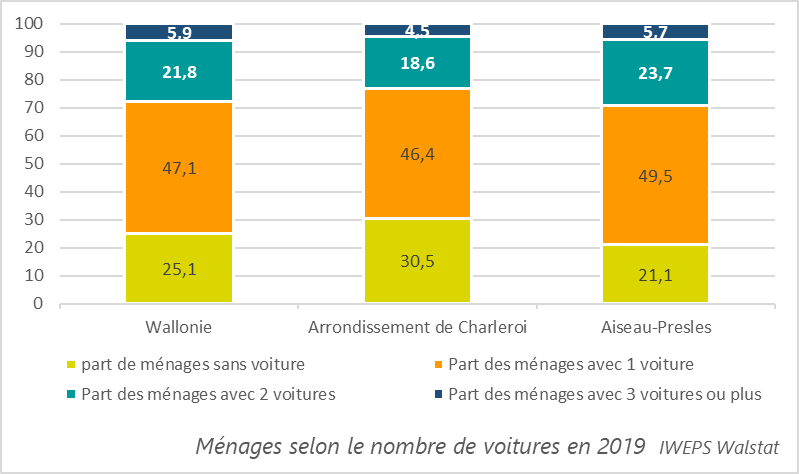 100
90
80
70
60
50
40
30
20
10
0
5,9 4,5 5,7
21,8 18,6 23,7
47,1 46,4 49,5
25,1 30,5 21,1
Wallonie Arrondissement de Charleroi Aiseau-Presles
part de ménages sans voiture Part des ménages avec 1 voiture
Part des ménages avec 2 voitures Part des ménages avec 3 voitures ou plus
Ménages selon le nombre de voitures en 2019 IWEPS Walstat